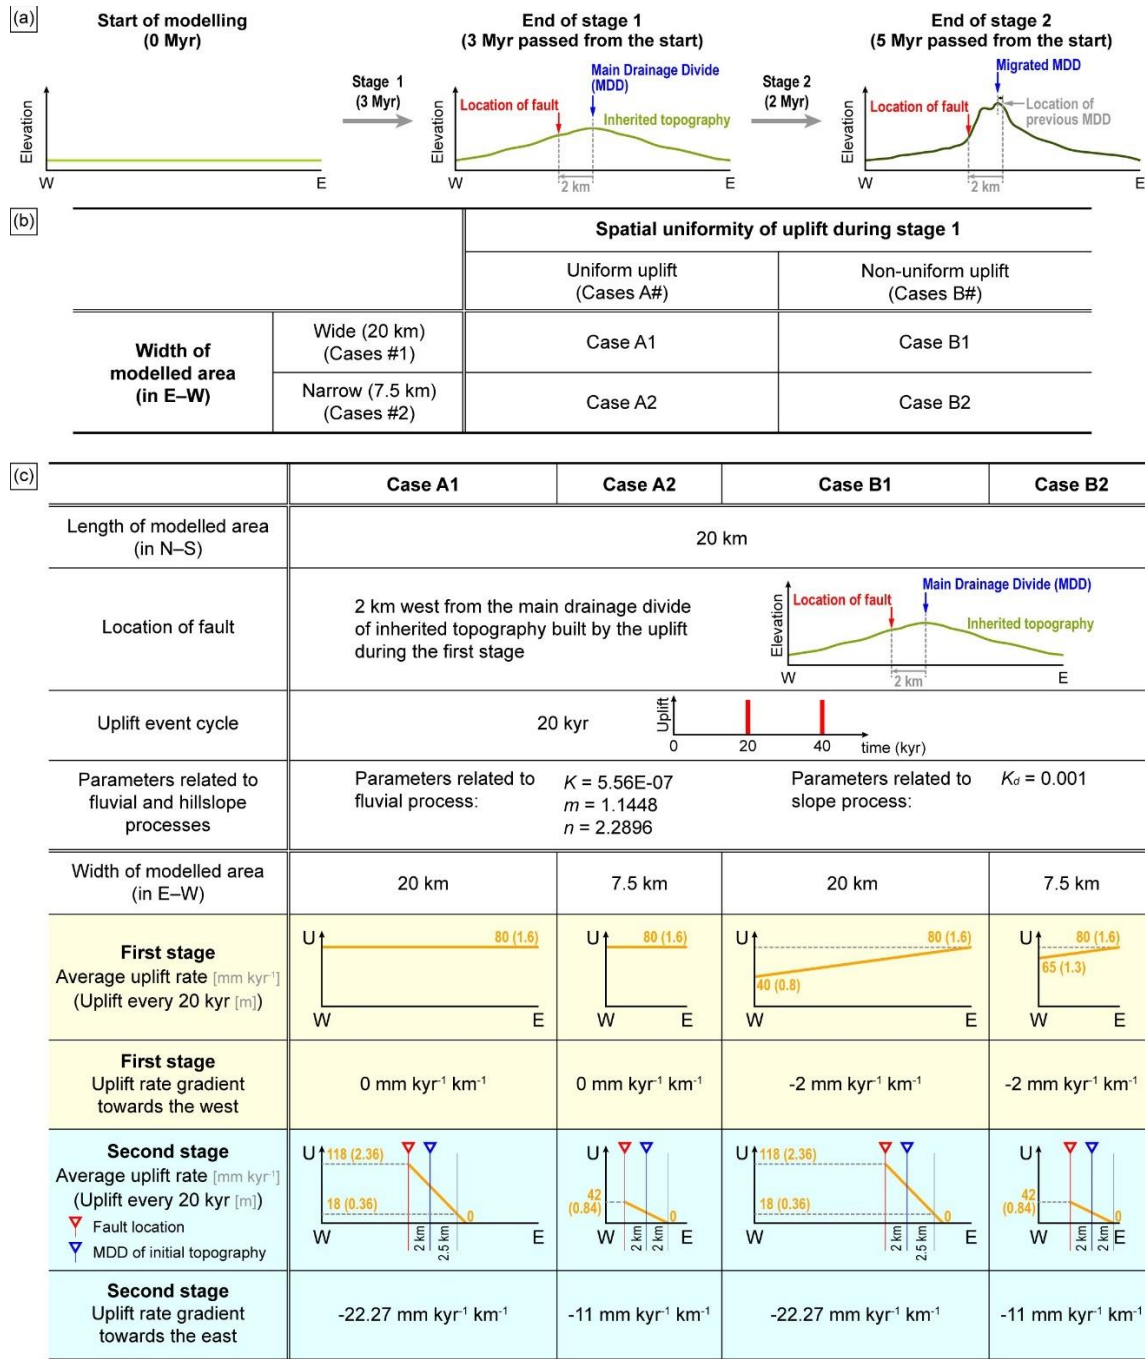 (a)
Start of modelling
(0 Myr)
Elevation
W
E
Stage 1
(3 Myr)
End of stage 1
(3 Myr passed from the start)
Main Drainage Divide
(MDD)
Location of fault
Inherited topography
Elevation
W
2 km
E
Stage 2
(2 Myr)
End of stage 2
(5 Myr passed from the start)
Migrated MDD
Location of fault
Location of
previous MDD
Elevation
W
2 km
E
(b)
Spatial uniformity of uplift during stage 1
Uniform uplift
(Cases A#)
Non-uniform uplift
(Cases B#)
Width of
modelled area
(in E–W)
Wide (20 km)
(Cases #1)
Case A1
Case B1
Narrow (7.5 km)
(Cases #2)
Case A2
Case B2
(c)
Case A1
Case A2
Case B1
Case B2
Length of modelled area
(in N–S)
20 km
Location of fault
2 km west from the main drainage divide
of inherited topography built by the uplift
during the first stage
Main Drainage Divide (MDD)
Location of fault
Inherited topography
Elevation
W
2 km
E
Uplift event cycle
20 kyr
Uplift
0
20
40
time (kyr)
Parameters related to
fluvial and hillslope
processes
Parameters related to
fluvial process:
K = 5.56E-07
m = 1.1448
n = 2.2896
Parameters related to
slope process:
Kd = 0.001
Width of modelled area
(in E–W)
20 km
7.5 km
20 km
7.5 km
First stage
Average uplift rate [mm kyr⁻¹]
(Uplift every 20 kyr [m])
U
80 (1.6)
W
E
U
80 (1.6)
W
E
U
80 (1.6)
40 (0.8)
W
E
U
80 (1.6)
65 (1.3)
W
E
First stage
Uplift rate gradient
towards the west
0 mm kyr⁻¹ km⁻¹
0 mm kyr⁻¹ km⁻¹
-2 mm kyr⁻¹ km⁻¹
-2 mm kyr⁻¹ km⁻¹
Second stage
Average uplift rate [mm kyr⁻¹]
(Uplift every 20 kyr [m])
Fault location
MDD of initial topography
U
118 (2.36)
18 (0.36)
0
W
2 km
2.5 km
E
U
42
(0.84)
0
W
2 km
2 km
E
U
118 (2.36)
18 (0.36)
0
W
2 km
2.5 km
E
U
42
(0.84)
0
W
2 km
2 km
E
Second stage
Uplift rate gradient
towards the east
-22.27 mm kyr⁻¹ km⁻¹
-11 mm kyr⁻¹ km⁻¹
-22.27 mm kyr⁻¹ km⁻¹
-11 mm kyr⁻¹ km⁻¹